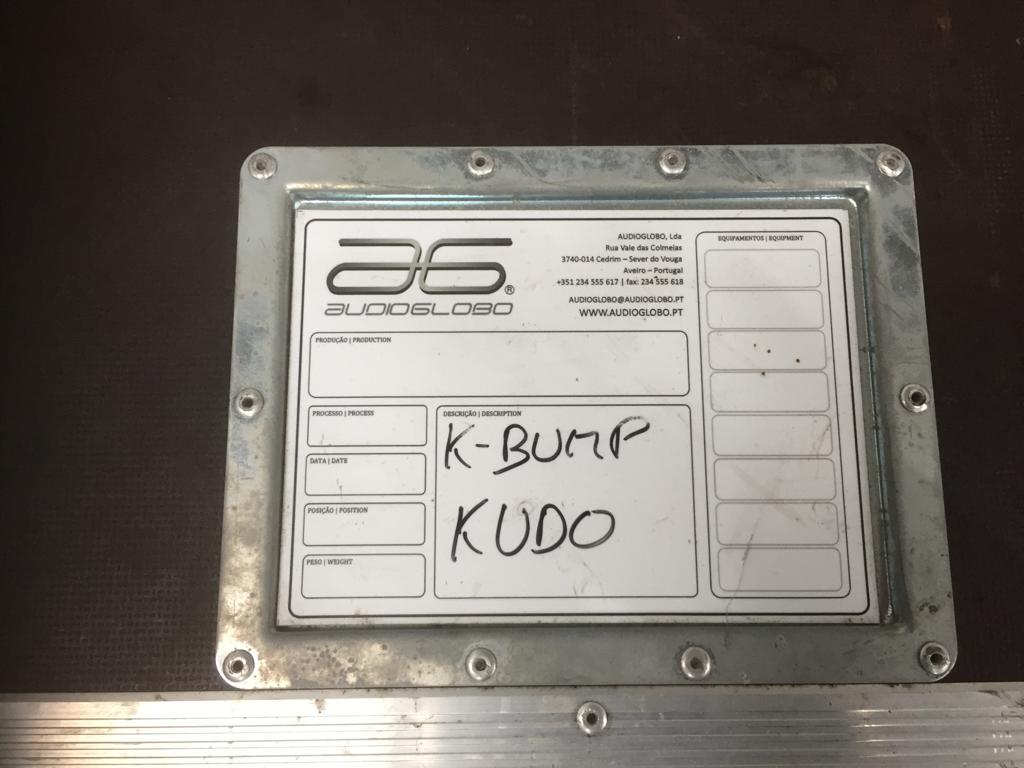 AUDIOGLOBO®
AUDIOGLOBO, Lda
Rua Vale das Colmeias
3740-014 Cedrim – Sever do Vouga
Aveiro – Portugal
+351 234 555 617 | fax: 234 555 618
AUDIOGLOBO@AUDIOGLOBO.PT
WWW.AUDIOGLOBO.PT
PRODUÇÃO | PRODUCTION
PROCESSO | PROCESS
DATA | DATE
POSIÇÃO | POSITION
PESO | WEIGHT
DESCRIÇÃO | DESCRIPTION
K-BUMP
KUDO
EQUIPAMENTOS | EQUIPMENT